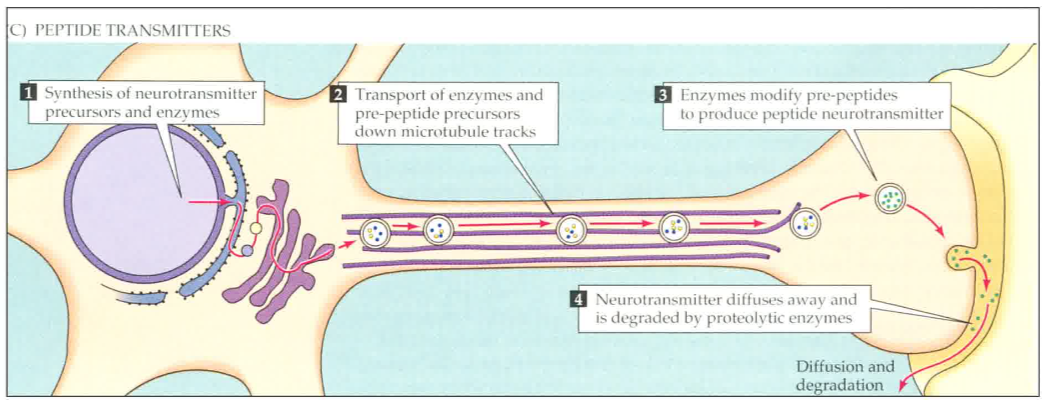 (C) PEPTIDE TRANSMITTERS
1 Synthesis of neurotransmitter
precursors and enzymes
2 Transport of enzymes and
pre-peptide precursors
down microtubule tracks
3 Enzymes modify pre-peptides
to produce peptide neurotransmitter
4 Neurotransmitter diffuses away and
is degraded by proteolytic enzymes
Diffusion and
degradation